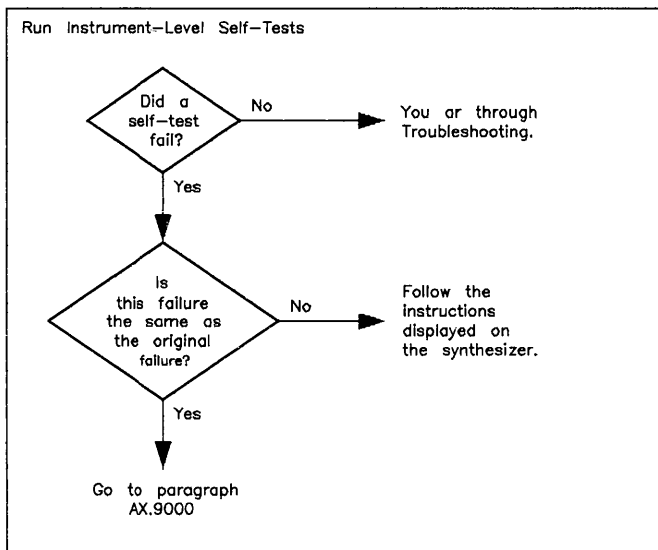 Run Instrument-Level Self-Tests
Did a
self-test
fail?
No
You ar through
Troubleshooting.
Yes
Is
this failure
the same as
the original
failure?
No
Follow the
instructions
displayed on
the synthesizer.
Yes
Go to paragraph
AX.9000